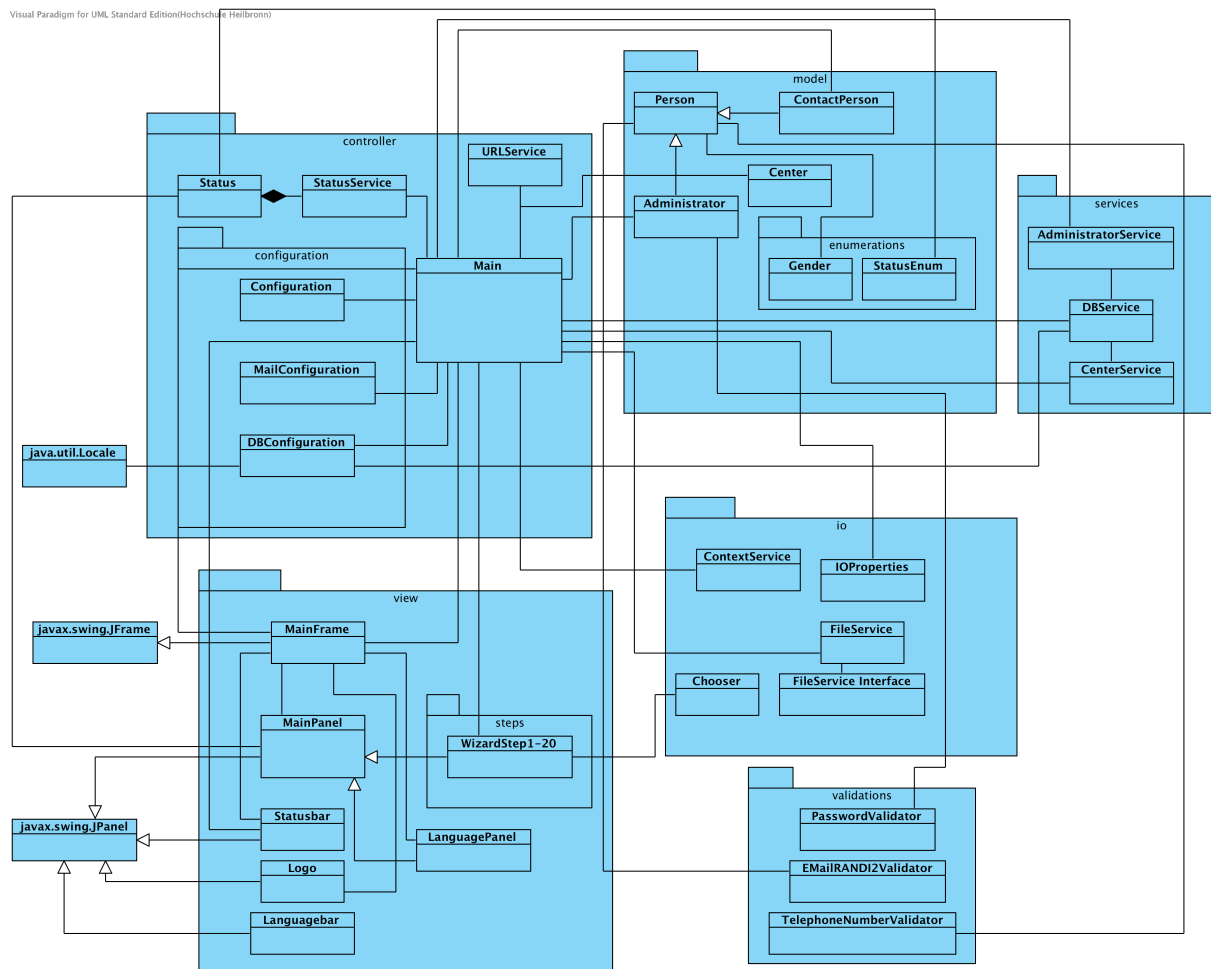 Visual Paradigm for UML Standard Edition(Hochschule Heilbronn)
model
Person
ContactPerson
controller
URLService
Status
StatusService
Center
Administrator
services
AdministratorService
enumerations
configuration
Main
Gender
StatusEnum
Configuration
DBService
MailConfiguration
CenterService
DBConfiguration
java.util.Locale
io
ContextService
IOProperties
view
javax.swing.JFrame
MainFrame
FileService
Chooser
FileService Interface
MainPanel
steps
WizardStep1-20
validations
Statusbar
PasswordValidator
javax.swing.JPanel
LanguagePanel
Logo
EMailRANDI2Validator
Languagebar
TelephoneNumberValidator